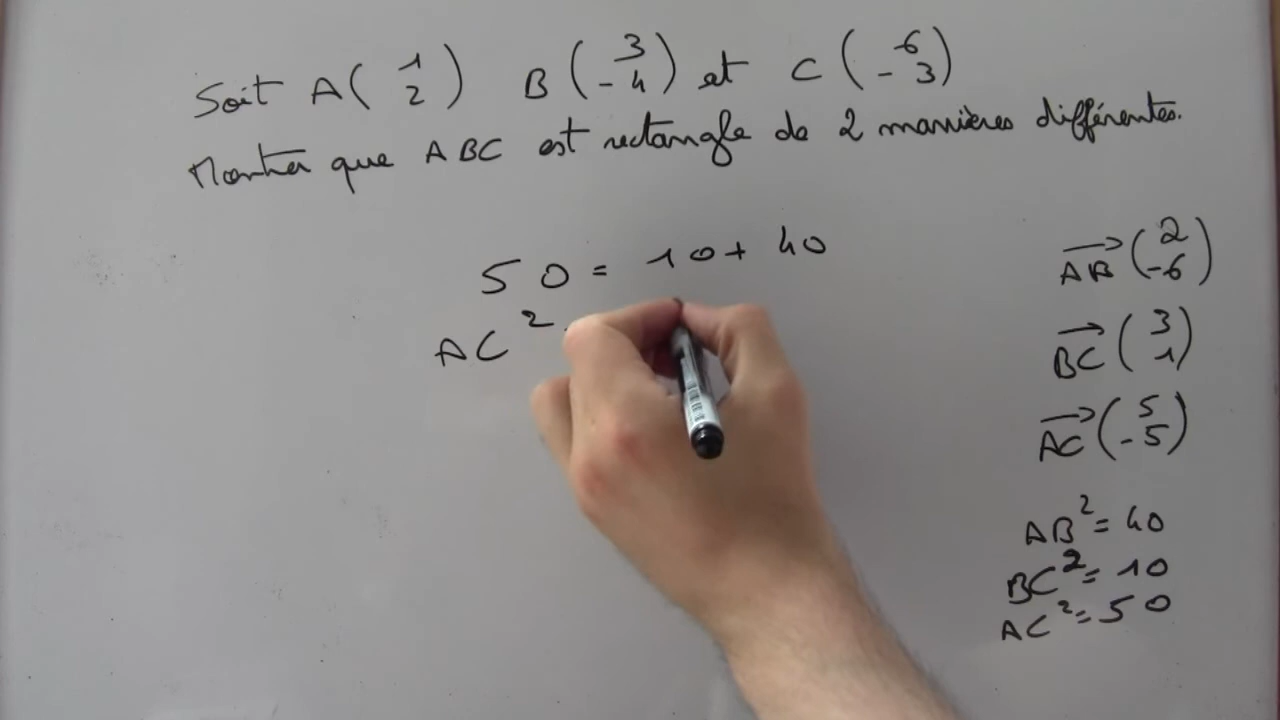 Soit A ( 1 2 ) B ( 3 -4 ) et C ( 6 -3 )
Montrer que ABC est rectangle de 2 manières différentes.
50 = 10 + 40
AC²
AB ( 2 -6 )
BC ( 3 1 )
AC ( 5 -5 )
AB² = 40
BC² = 10
AC² = 50